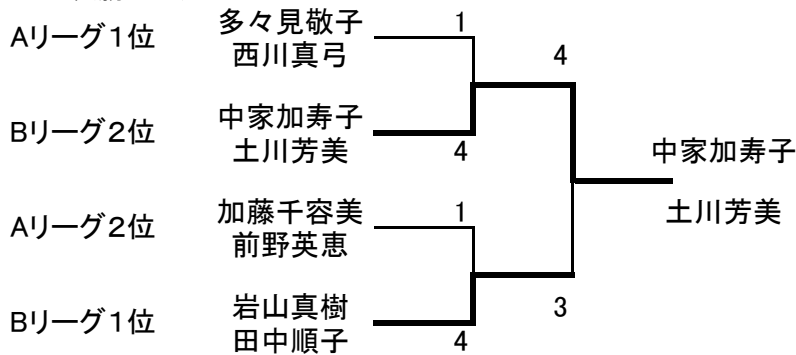 Aリーグ1位
多々見敬子
西川真弓
1
4
Bリーグ2位
中家加寿子
土川芳美
4
中家加寿子
土川芳美
Aリーグ2位
加藤千容美
前野英恵
1
Bリーグ1位
岩山真樹
田中順子
4
3